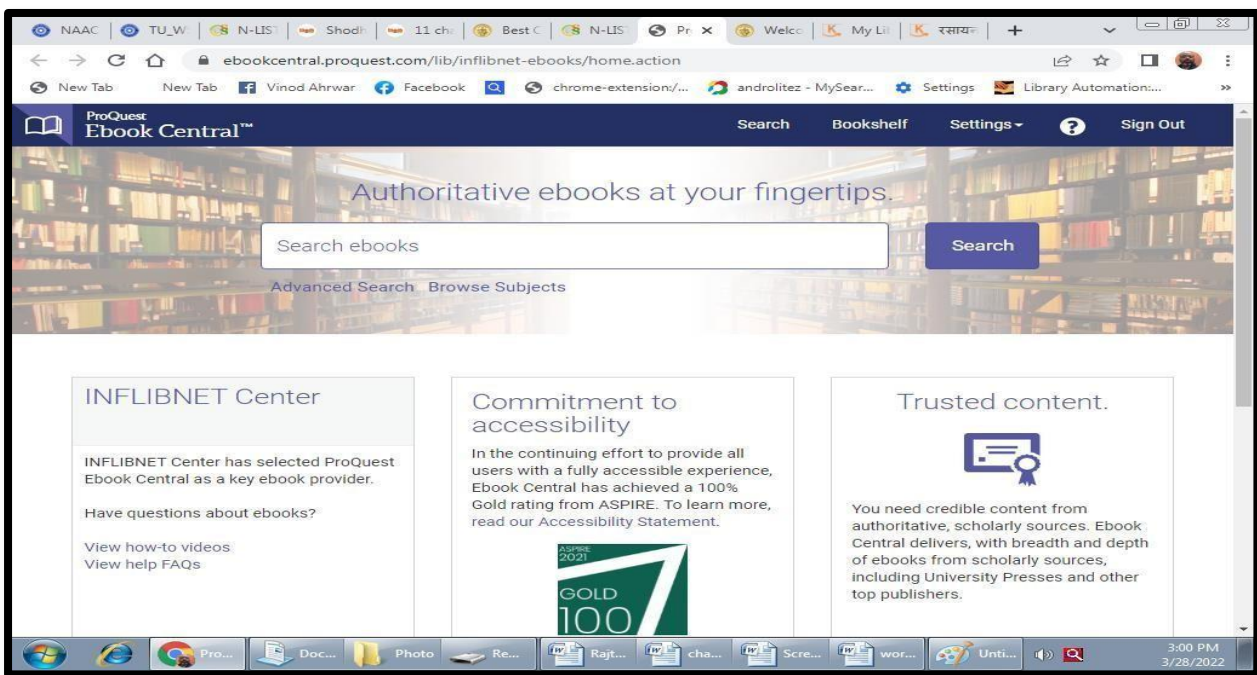 NAAC TU_W N-LIST Shodh 11 ch Best C N-LIS Pr Welco My Lil रसायन
ebookcentral.proquest.com/lib/inflibnet-ebooks/home.action
New Tab New Tab Vinod Ahrwar Facebook chrome-extension:/... androlitez - MySear... Settings Library Automation:... »
ProQuest
Ebook Central™ Search Bookshelf Settings ? Sign Out
Authoritative ebooks at your fingertips.
Search ebooks Search
Advanced Search Browse Subjects
INFLIBNET Center
INFLIBNET Center has selected ProQuest
Ebook Central as a key ebook provider.
Have questions about ebooks?
View how-to videos
View help FAQs
Commitment to
accessibility
In the continuing effort to provide all
users with a fully accessible experience,
Ebook Central has achieved a 100%
Gold rating from ASPIRE. To learn more,
read our Accessibility Statement.
ASPIRE
2021
GOLD
100
Trusted content.
You need credible content from
authoritative, scholarly sources. Ebook
Central delivers, with breadth and depth
of ebooks from scholarly sources,
including University Presses and other
top publishers.
Pro... Doc... Photo Re... Rajt... cha... Scre... wor... Unti... 3:00 PM
3/28/2022